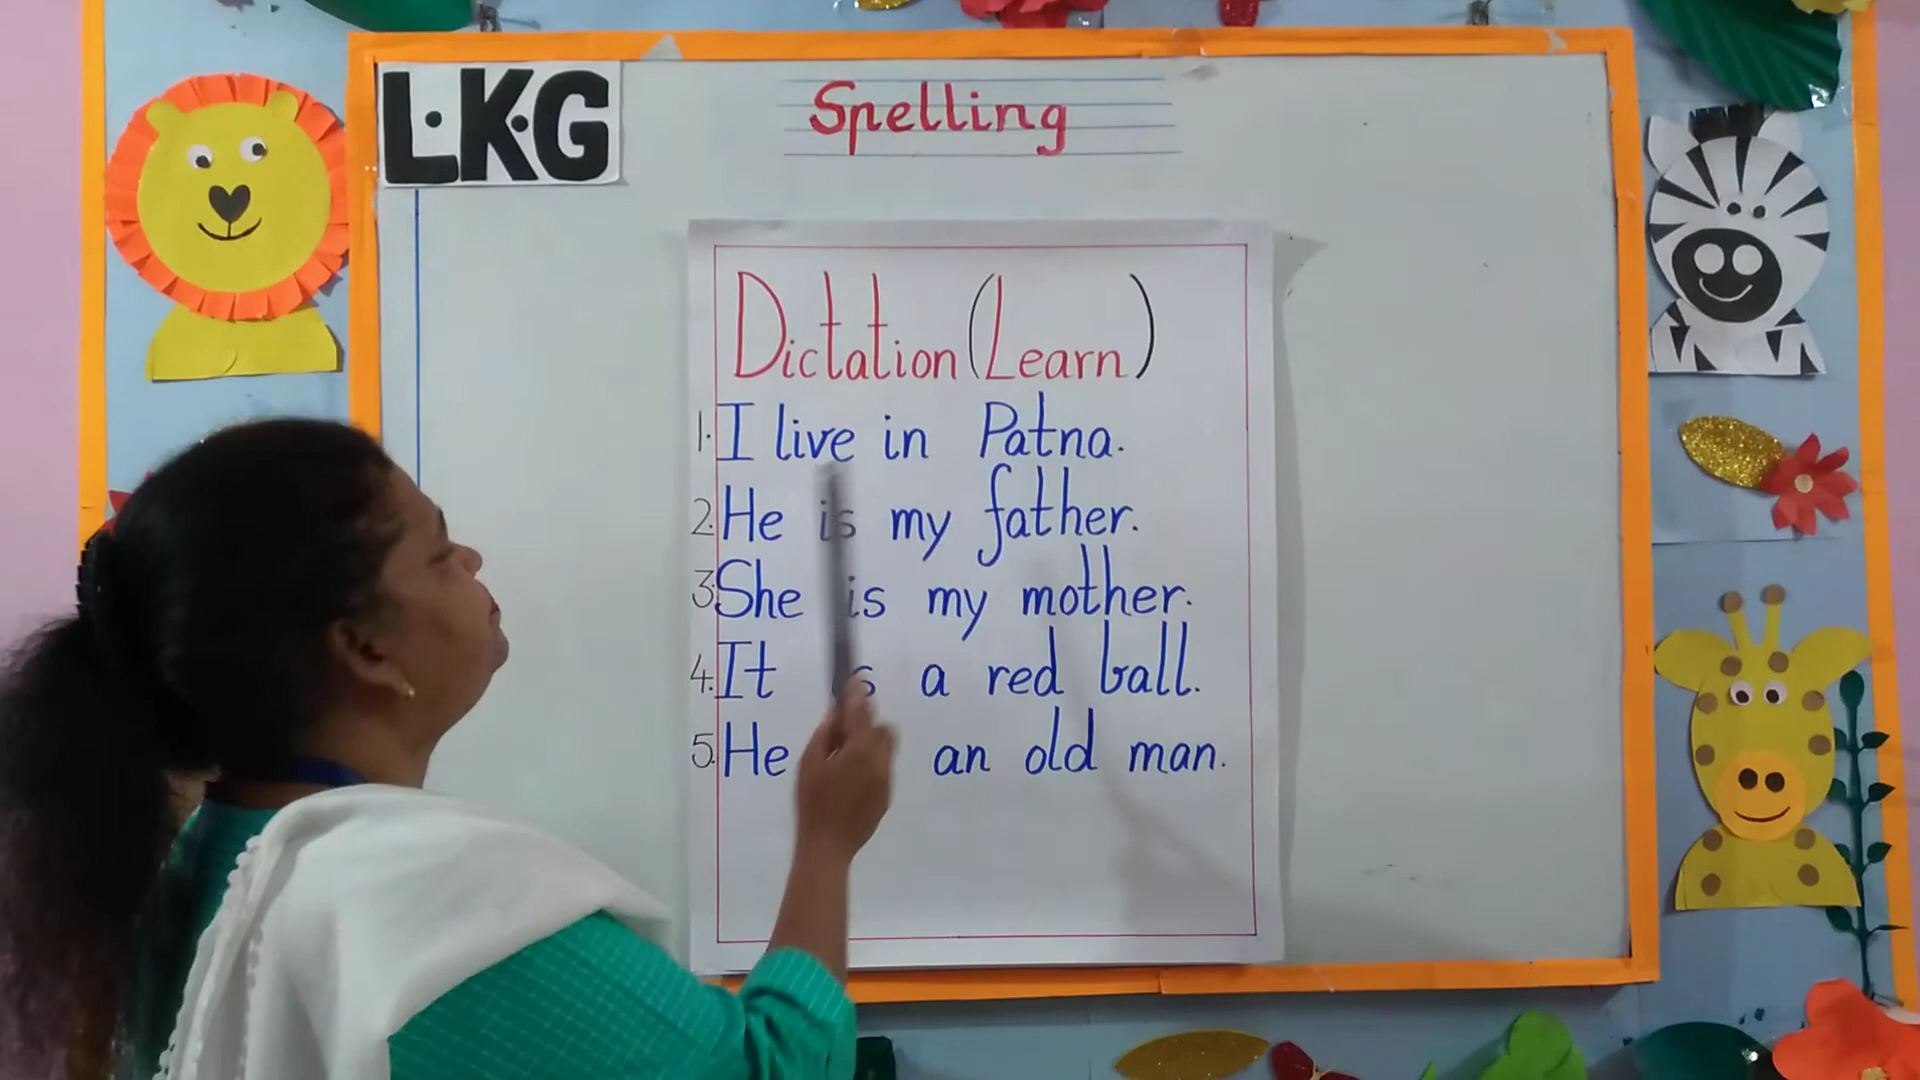 L.K.G
Spelling
Dictation (Learn)
1. I live in Patna.
2. He is my father.
3. She is my mother.
4. It is a red ball.
5. He an old man.